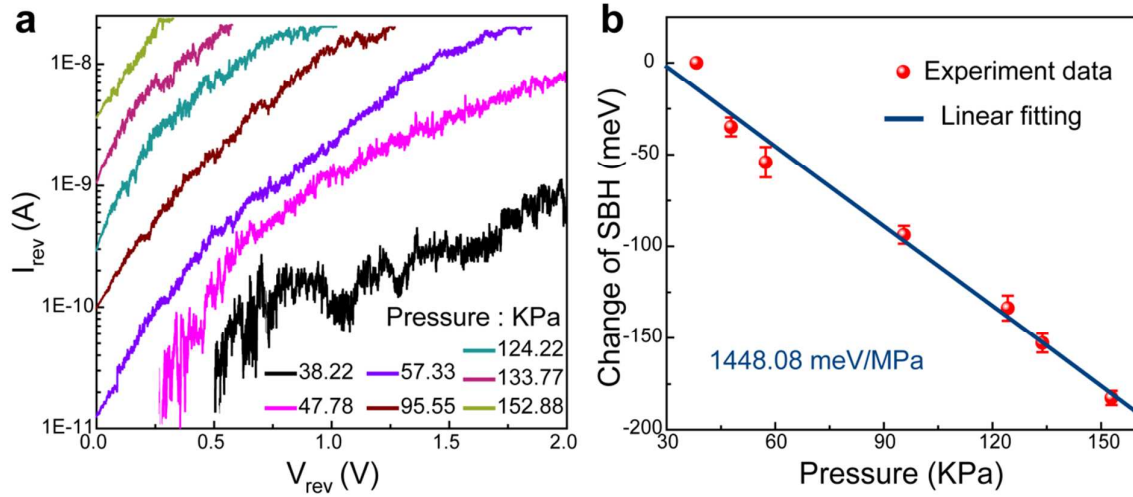 a
I_rev (A)
1E-8
1E-9
1E-10
1E-11
0.0
0.5
1.0
1.5
2.0
V_rev (V)
Pressure : KPa
124.22
38.22
57.33
133.77
47.78
95.55
152.88
b
Change of SBH (meV)
0
-50
-100
-150
-200
30
60
90
120
150
Pressure (KPa)
Experiment data
Linear fitting
1448.08 meV/MPa